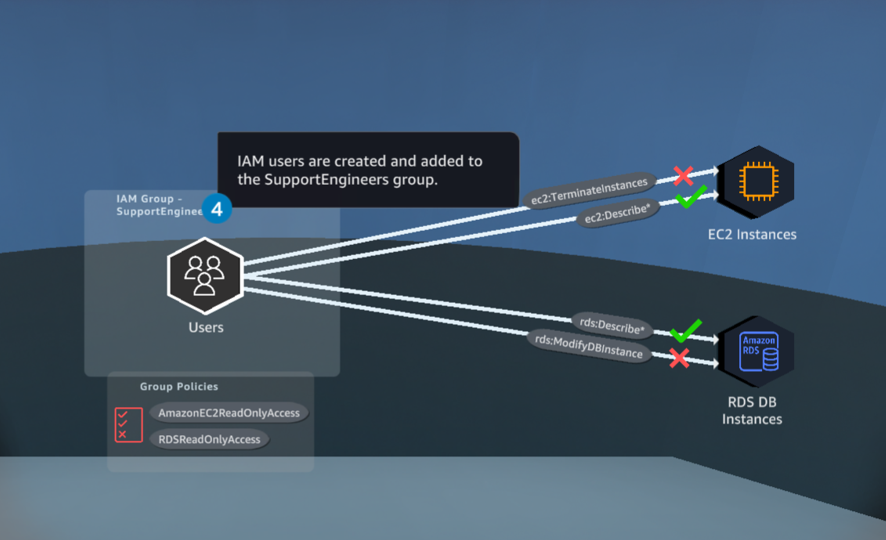 IAM users are created and added to
the SupportEngineers group.
IAM Group -
SupportEnginee
4
Users
ec2:TerminateInstances
ec2:Describe*
EC2 Instances
rds:Describe*
rds:ModifyDBInstance
Amazon
RDS
RDS DB
Instances
Group Policies
AmazonEC2ReadOnlyAccess
RDSReadOnlyAccess